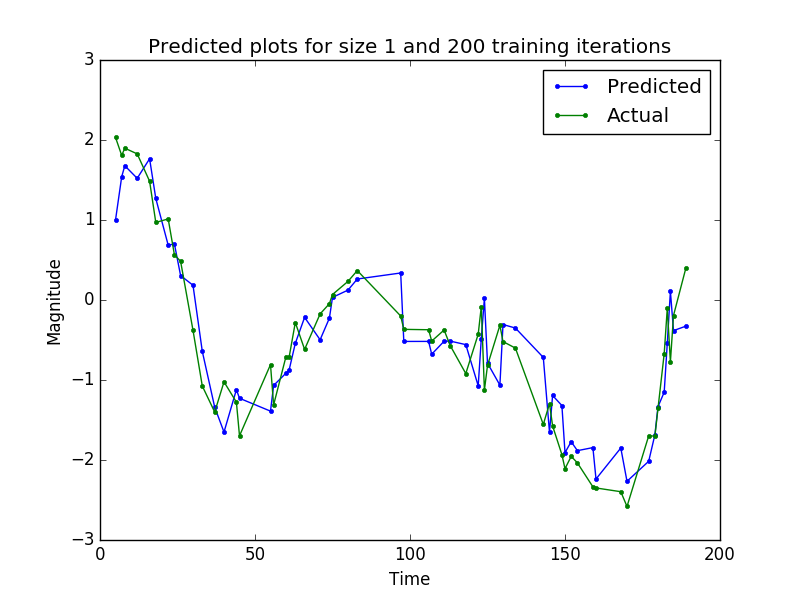 Predicted plots for size 1 and 200 training iterations
3
Predicted
Actual
2
1
0
−1
−2
−3
Magnitude
0 50 100 150 200
Time